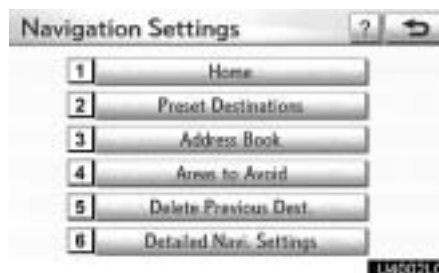 Navigation Settings ?
1 Home
2 Preset Destinations
3 Address Book
4 Areas to Avoid
5 Delete Previous Dest.
6 Detailed Navi. Settings